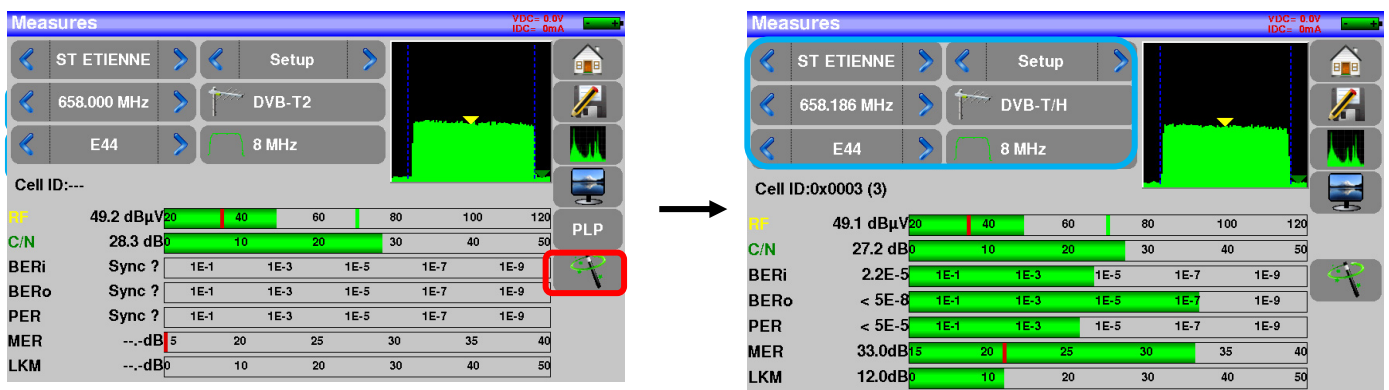 Measures
VDC= 0.0V
IDC= 0mA
ST ETIENNE
Setup
658.000 MHz
DVB-T2
E44
8 MHz
Cell ID:---
RF 49.2 dBµV 20 40 60 80 100 120
C/N 28.3 dB 0 10 20 30 40 50
BERi Sync ? 1E-1 1E-3 1E-5 1E-7 1E-9
BERo Sync ? 1E-1 1E-3 1E-5 1E-7 1E-9
PER Sync ? 1E-1 1E-3 1E-5 1E-7 1E-9
MER --.-dB 5 20 25 30 35 40
LKM --.-dB 0 10 20 30 40 50
PLP
Measures
VDC= 0.0V
IDC= 0mA
ST ETIENNE
Setup
658.186 MHz
DVB-T/H
E44
8 MHz
Cell ID:0x0003 (3)
RF 49.1 dBµV 20 40 60 80 100 120
C/N 27.2 dB 0 10 20 30 40 50
BERi 2.2E-5 1E-1 1E-3 1E-5 1E-7 1E-9
BERo < 5E-8 1E-1 1E-3 1E-5 1E-7 1E-9
PER < 5E-5 1E-1 1E-3 1E-5 1E-7 1E-9
MER 33.0dB 15 20 25 30 35 40
LKM 12.0dB 0 10 20 30 40 50